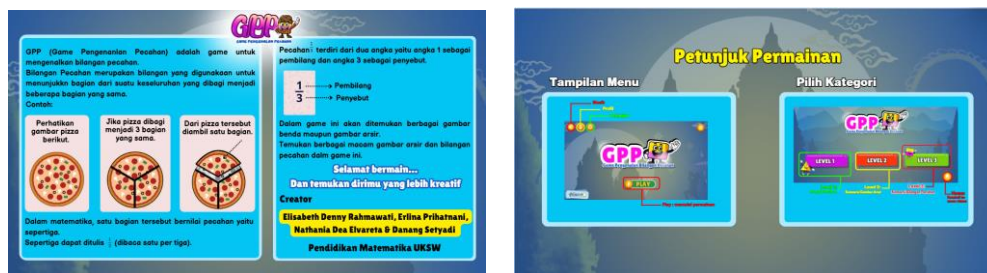 GPP
GAME PENGENALAN PECAHAN
GPP (Game Pengenanlan Pecahan) adalah game untuk
mengenalkan bilangan pecahan.
Bilangan Pecahan merupakan bilangan yang digunakaan untuk
menunjukkn bagian dari suatu keseluruhan yang dibagi menjadi
beberapa bagian yang sama.
Contoh:
Perhatikan
gambar pizza
berikut.
Jika pizza dibagi
menjadi 3 bagian
yang sama.
Dari pizza tersebut
diambil satu bagian.
Dalam matematika, satu bagian tersebut bernilai pecahan yaitu
sepertiga.
Sepertiga dapat ditulis (dibaca satu per tiga).
Pecahan terdiri dari dua angka yaitu angka 1 sebagai
pembilang dan angka 3 sebagai penyebut.
1 Pembilang
3 Penyebut
Dalam game ini akan ditemukan berbagai gambar
benda maupun gambar arsir.
Temukan berbagai macam gambar arsir dan bilangan
pecahan dalm game ini.
Selamat bermain...
Dan temukan dirimu yang lebih kreatif
Creator
Elisabeth Denny Rahmawati, Erlina Prihatnani,
Nathania Dea Elvareta & Danang Setyadi
Pendidikan Matematika UKSW
Petunjuk Permainan
Tampilan Menu
GPP
PLAY
Pilih Kategori
GPP
LEVEL 1
LEVEL 2
LEVEL 3